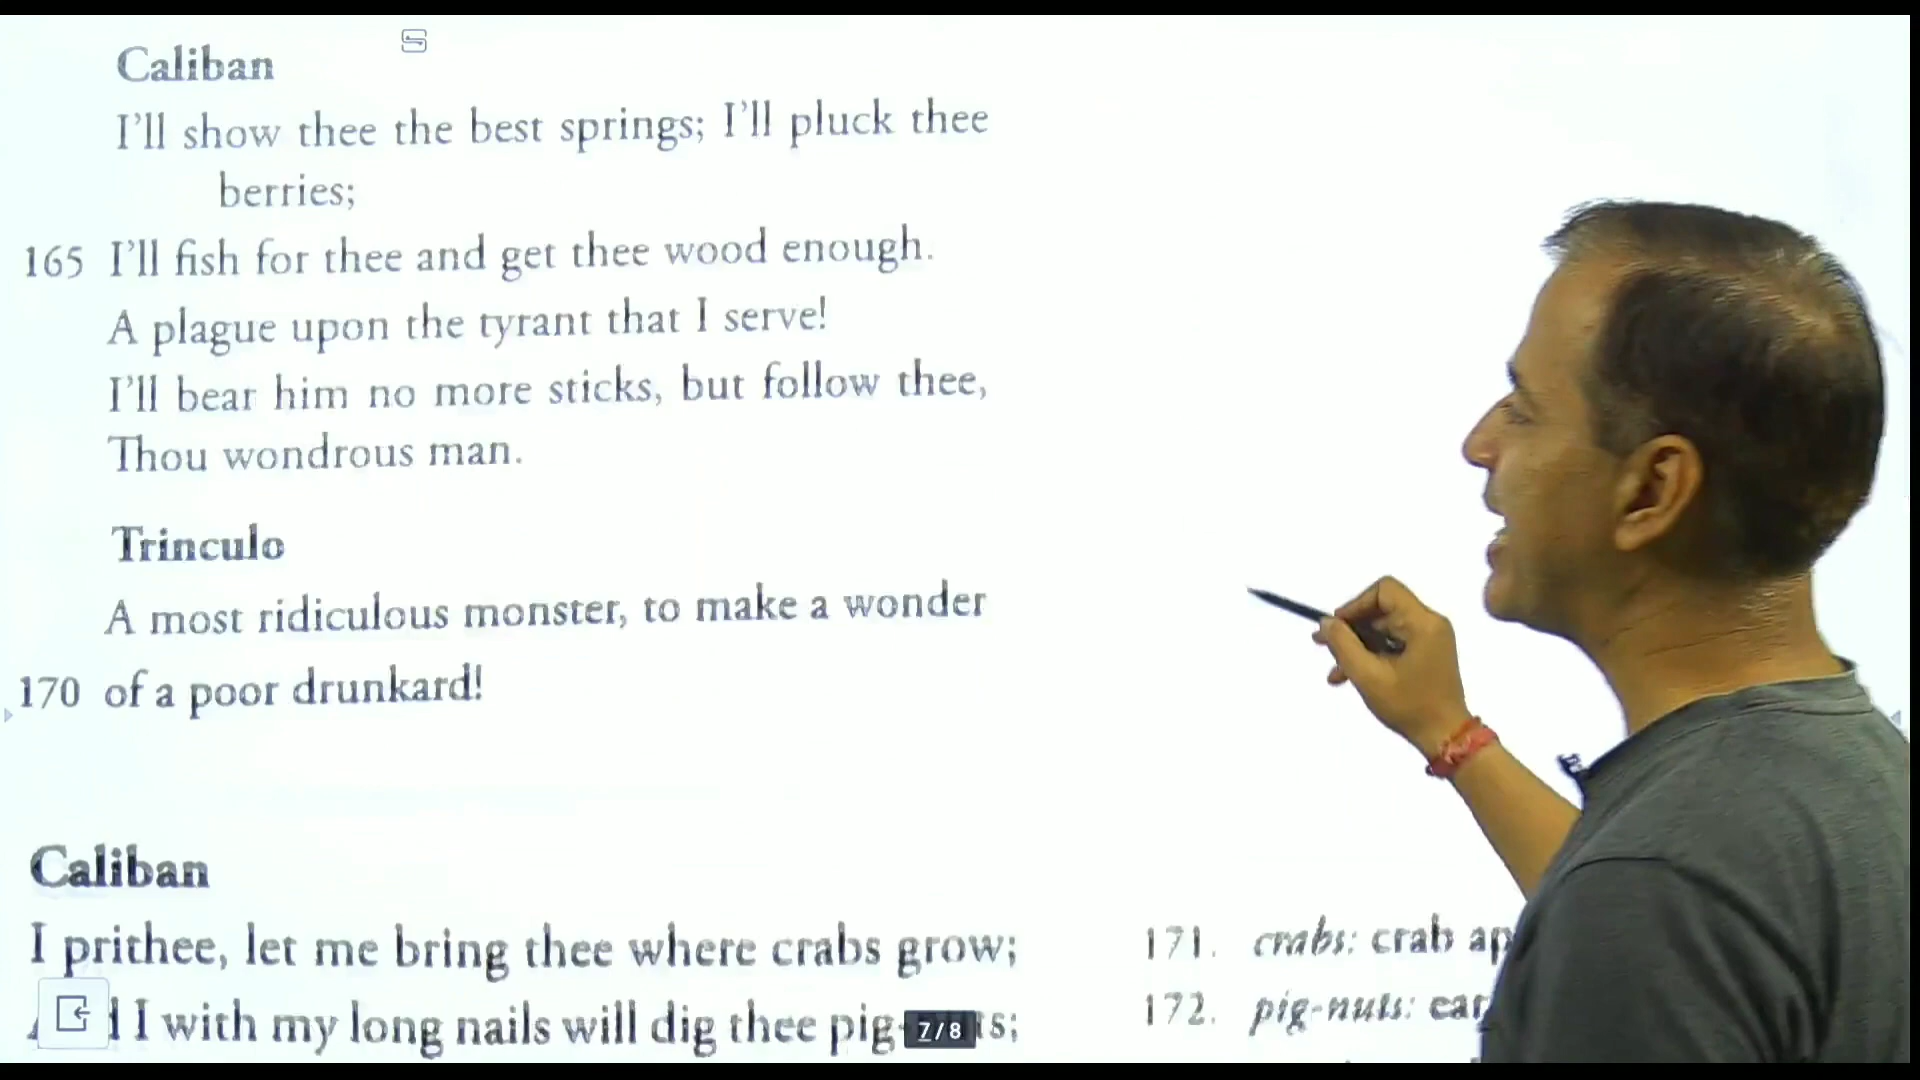 Caliban
I'll show thee the best springs; I'll pluck thee
berries;
165 I'll fish for thee and get thee wood enough.
A plague upon the tyrant that I serve!
I'll bear him no more sticks, but follow thee,
Thou wondrous man.
Trinculo
A most ridiculous monster, to make a wonder
170 of a poor drunkard!
Caliban
I prithee, let me bring thee where crabs grow;
171. crabs: crab ap
I with my long nails will dig thee pig
172. pig-nuts: ear
7/8